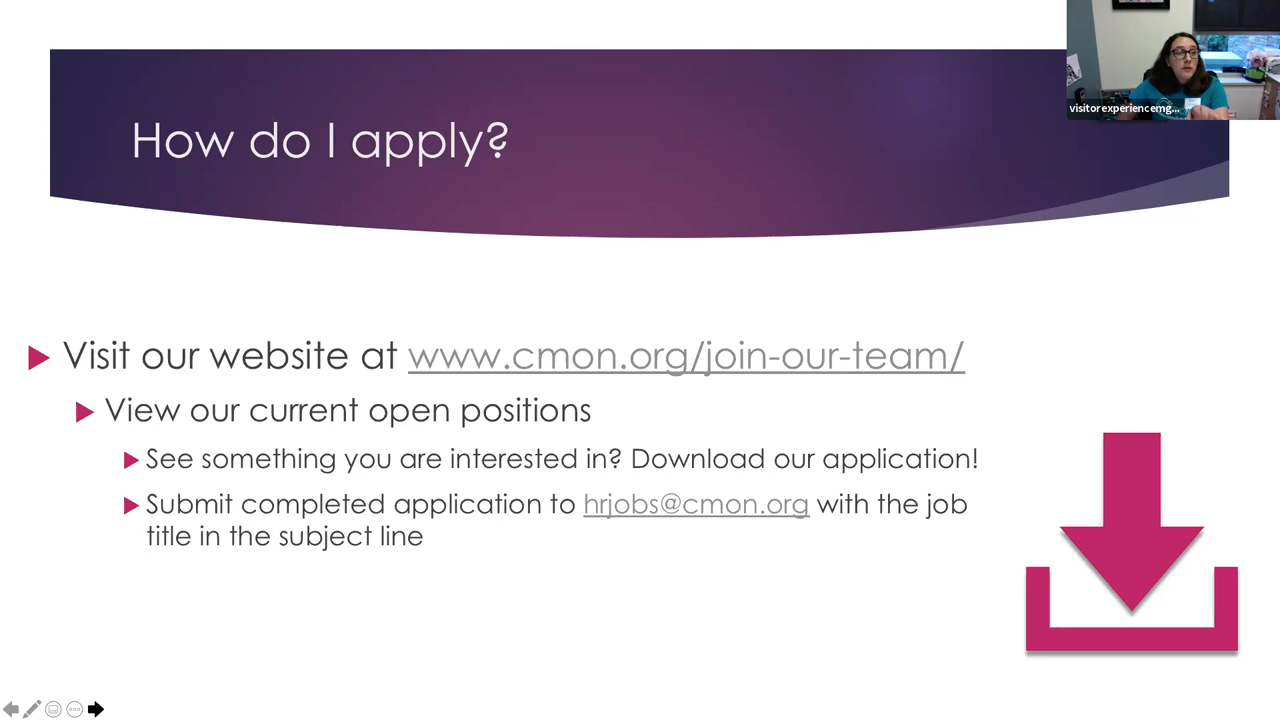 visitorexperiencemg...
How do I apply?
Visit our website at www.cmon.org/join-our-team/
View our current open positions
See something you are interested in? Download our application!
Submit completed application to hrjobs@cmon.org with the job
title in the subject line